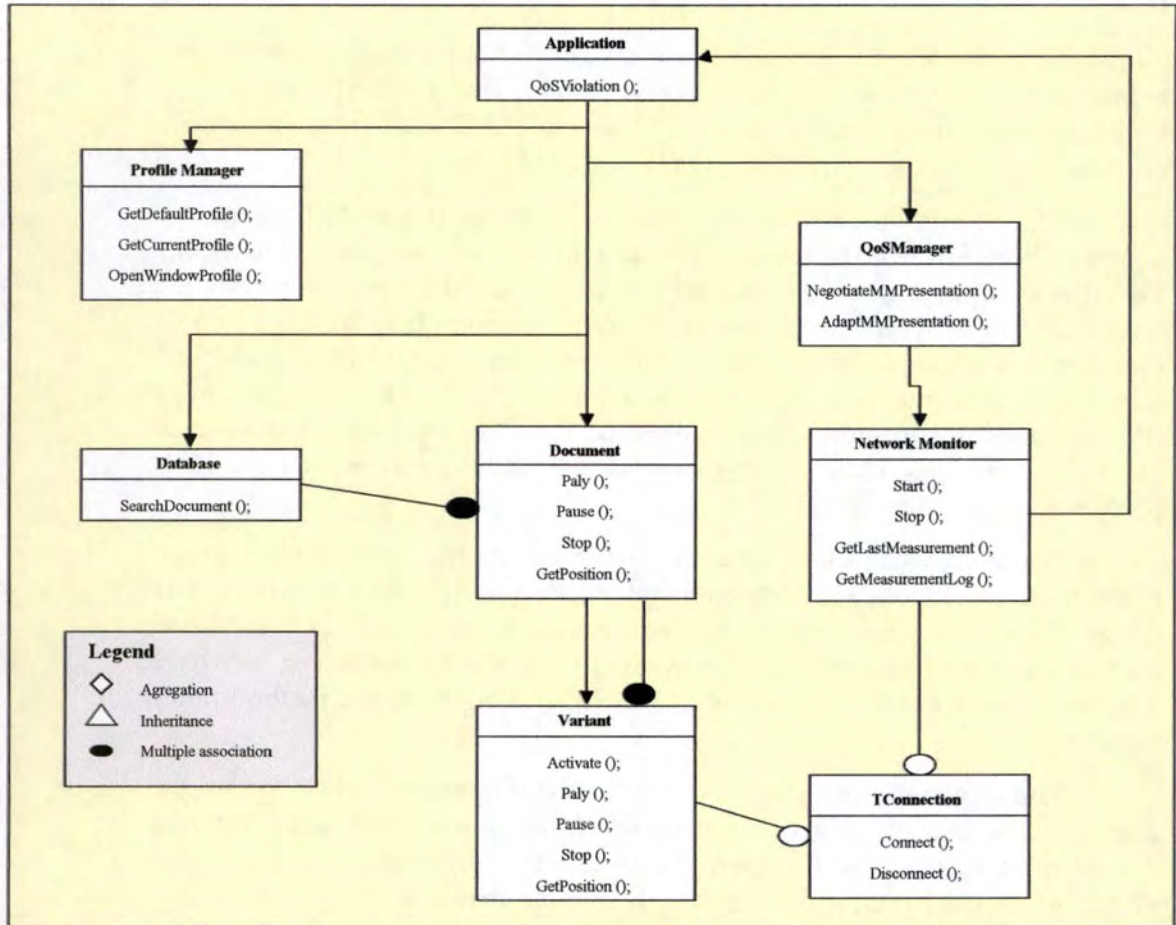 Application
QoSViolation ();
Profile Manager
GetDefaultProfile ();
GetCurrentProfile ();
OpenWindowProfile ();
QoSManager
NegotiateMMPresentation ();
AdaptMMPresentation ();
Database
SearchDocument ();
Document
Paly ();
Pause ();
Stop ();
GetPosition ();
Network Monitor
Start ();
Stop ();
GetLastMeasurement ();
GetMeasurementLog ();
Legend
Agregation
Inheritance
Multiple association
Variant
Activate ();
Paly ();
Pause ();
Stop ();
GetPosition ();
TConnection
Connect ();
Disconnect ();